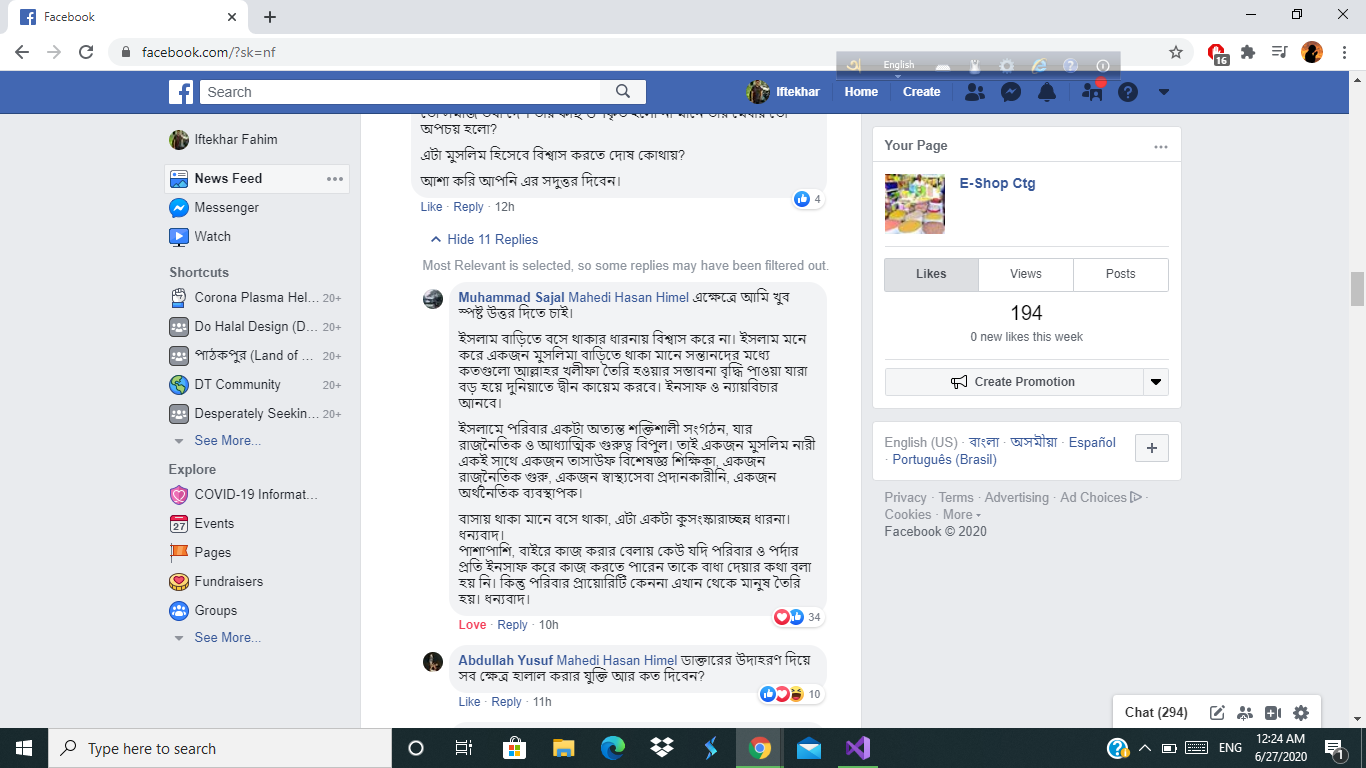 Facebook
facebook.com/?sk=nf
16
English
Search
Iftekhar
Home
Create
Iftekhar Fahim
News Feed
Messenger
Watch
Shortcuts
Corona Plasma Hel... 20+
Do Halal Design (D... 20+
পাঠকপুর (Land of ... 20+
DT Community 20+
Desperately Seekin... 20+
See More...
Explore
COVID-19 Informat...
27
Events
Pages
Fundraisers
Groups
See More...
অপচয় হলো?
এটা মুসলিম হিসেবে বিশ্বাস করতে দোষ কোথায়?
আশা করি আপনি এর সদুত্তর দিবেন।
4
Like · Reply · 12h
Hide 11 Replies
Most Relevant is selected, so some replies may have been filtered out.
Muhammad Sajal Mahedi Hasan Himel এক্ষেত্রে আমি খুব
স্পষ্ট উত্তর দিতে চাই।
ইসলাম বাড়িতে বসে থাকার ধারনায় বিশ্বাস করে না। ইসলাম মনে
করে একজন মুসলিমা বাড়িতে থাকা মানে সন্তানদের মধ্যে
কতগুলো আল্লাহর খলীফা তৈরি হওয়ার সম্ভাবনা বৃদ্ধি পাওয়া যারা
বড় হয়ে দুনিয়াতে দ্বীন কায়েম করবে। ইনসাফ ও ন্যায়বিচার
আনবে।
ইসলামে পরিবার একটা অত্যন্ত শক্তিশালী সংগঠন, যার
রাজনৈতিক ও আধ্যাত্মিক গুরুত্ব বিপুল। তাই একজন মুসলিম নারী
একই সাথে একজন তাসাউফ বিশেষজ্ঞ শিক্ষিকা, একজন
রাজনৈতিক গুরু, একজন স্বাস্থ্যসেবা প্রদানকারীনি, একজন
অর্থনৈতিক ব্যবস্থাপক।
বাসায় থাকা মানে বসে থাকা, এটা একটা কুসংস্কারাচ্ছন্ন ধারনা।
ধন্যবাদ।
পাশাপাশি, বাইরে কাজ করার বেলায় কেউ যদি পরিবার ও পর্দার
প্রতি ইনসাফ করে কাজ করতে পারেন তাকে বাধা দেয়ার কথা বলা
হয় নি। কিন্তু পরিবার প্রায়োরিটি কেননা এখান থেকে মানুষ তৈরি
হয়। ধন্যবাদ।
34
Love · Reply · 10h
Abdullah Yusuf Mahedi Hasan Himel ডাক্তারের উদাহরণ দিয়ে
সব ক্ষেত্র হালাল করার যুক্তি আর কত দিবেন?
10
Like · Reply · 11h
Your Page
E-Shop Ctg
Likes
Views
Posts
194
0 new likes this week
Create Promotion
English (US) · বাংলা · অসমীয়া · Español
· Português (Brasil)
Privacy · Terms · Advertising · Ad Choices ·
Cookies · More
Facebook © 2020
Chat (294)
Type here to search
ENG
12:24 AM
6/27/2020
1